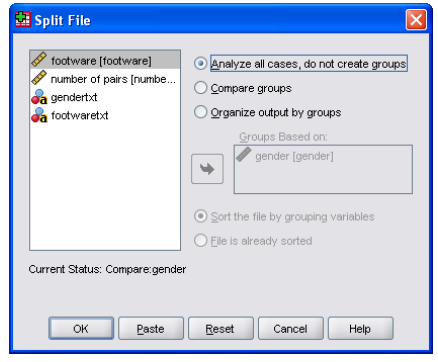 Split File
footware [footware]
number of pairs [numbe...
gendertxt
footwaretxt
Analyze all cases, do not create groups
Compare groups
Organize output by groups
Groups Based on:
gender [gender]
Sort the file by grouping variables
File is already sorted
Current Status: Compare:gender
OK
Paste
Reset
Cancel
Help